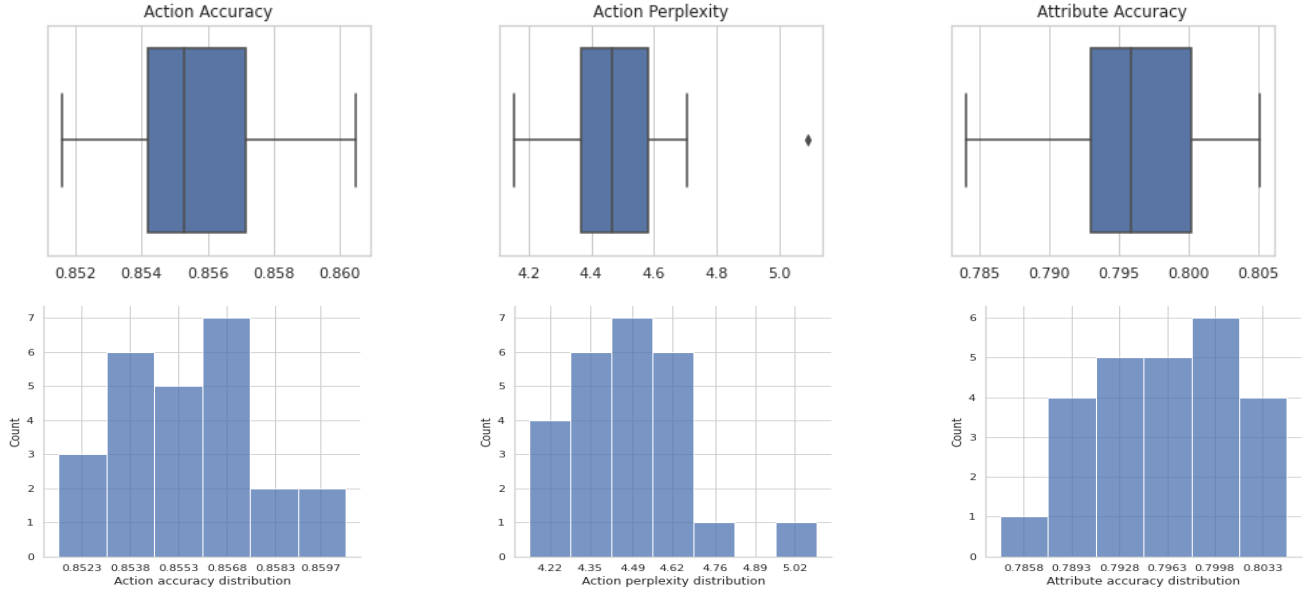 Action Accuracy
0.852 0.854 0.856 0.858 0.860
Action Perplexity
4.2 4.4 4.6 4.8 5.0
Attribute Accuracy
0.785 0.790 0.795 0.800 0.805
Count
7
6
5
4
3
2
1
0
0.8523 0.8538 0.8553 0.8568 0.8583 0.8597
Action accuracy distribution
Count
7
6
5
4
3
2
1
0
4.22 4.35 4.49 4.62 4.76 4.89 5.02
Action perplexity distribution
Count
6
5
4
3
2
1
0
0.7858 0.7893 0.7928 0.7963 0.7998 0.8033
Attribute accuracy distribution